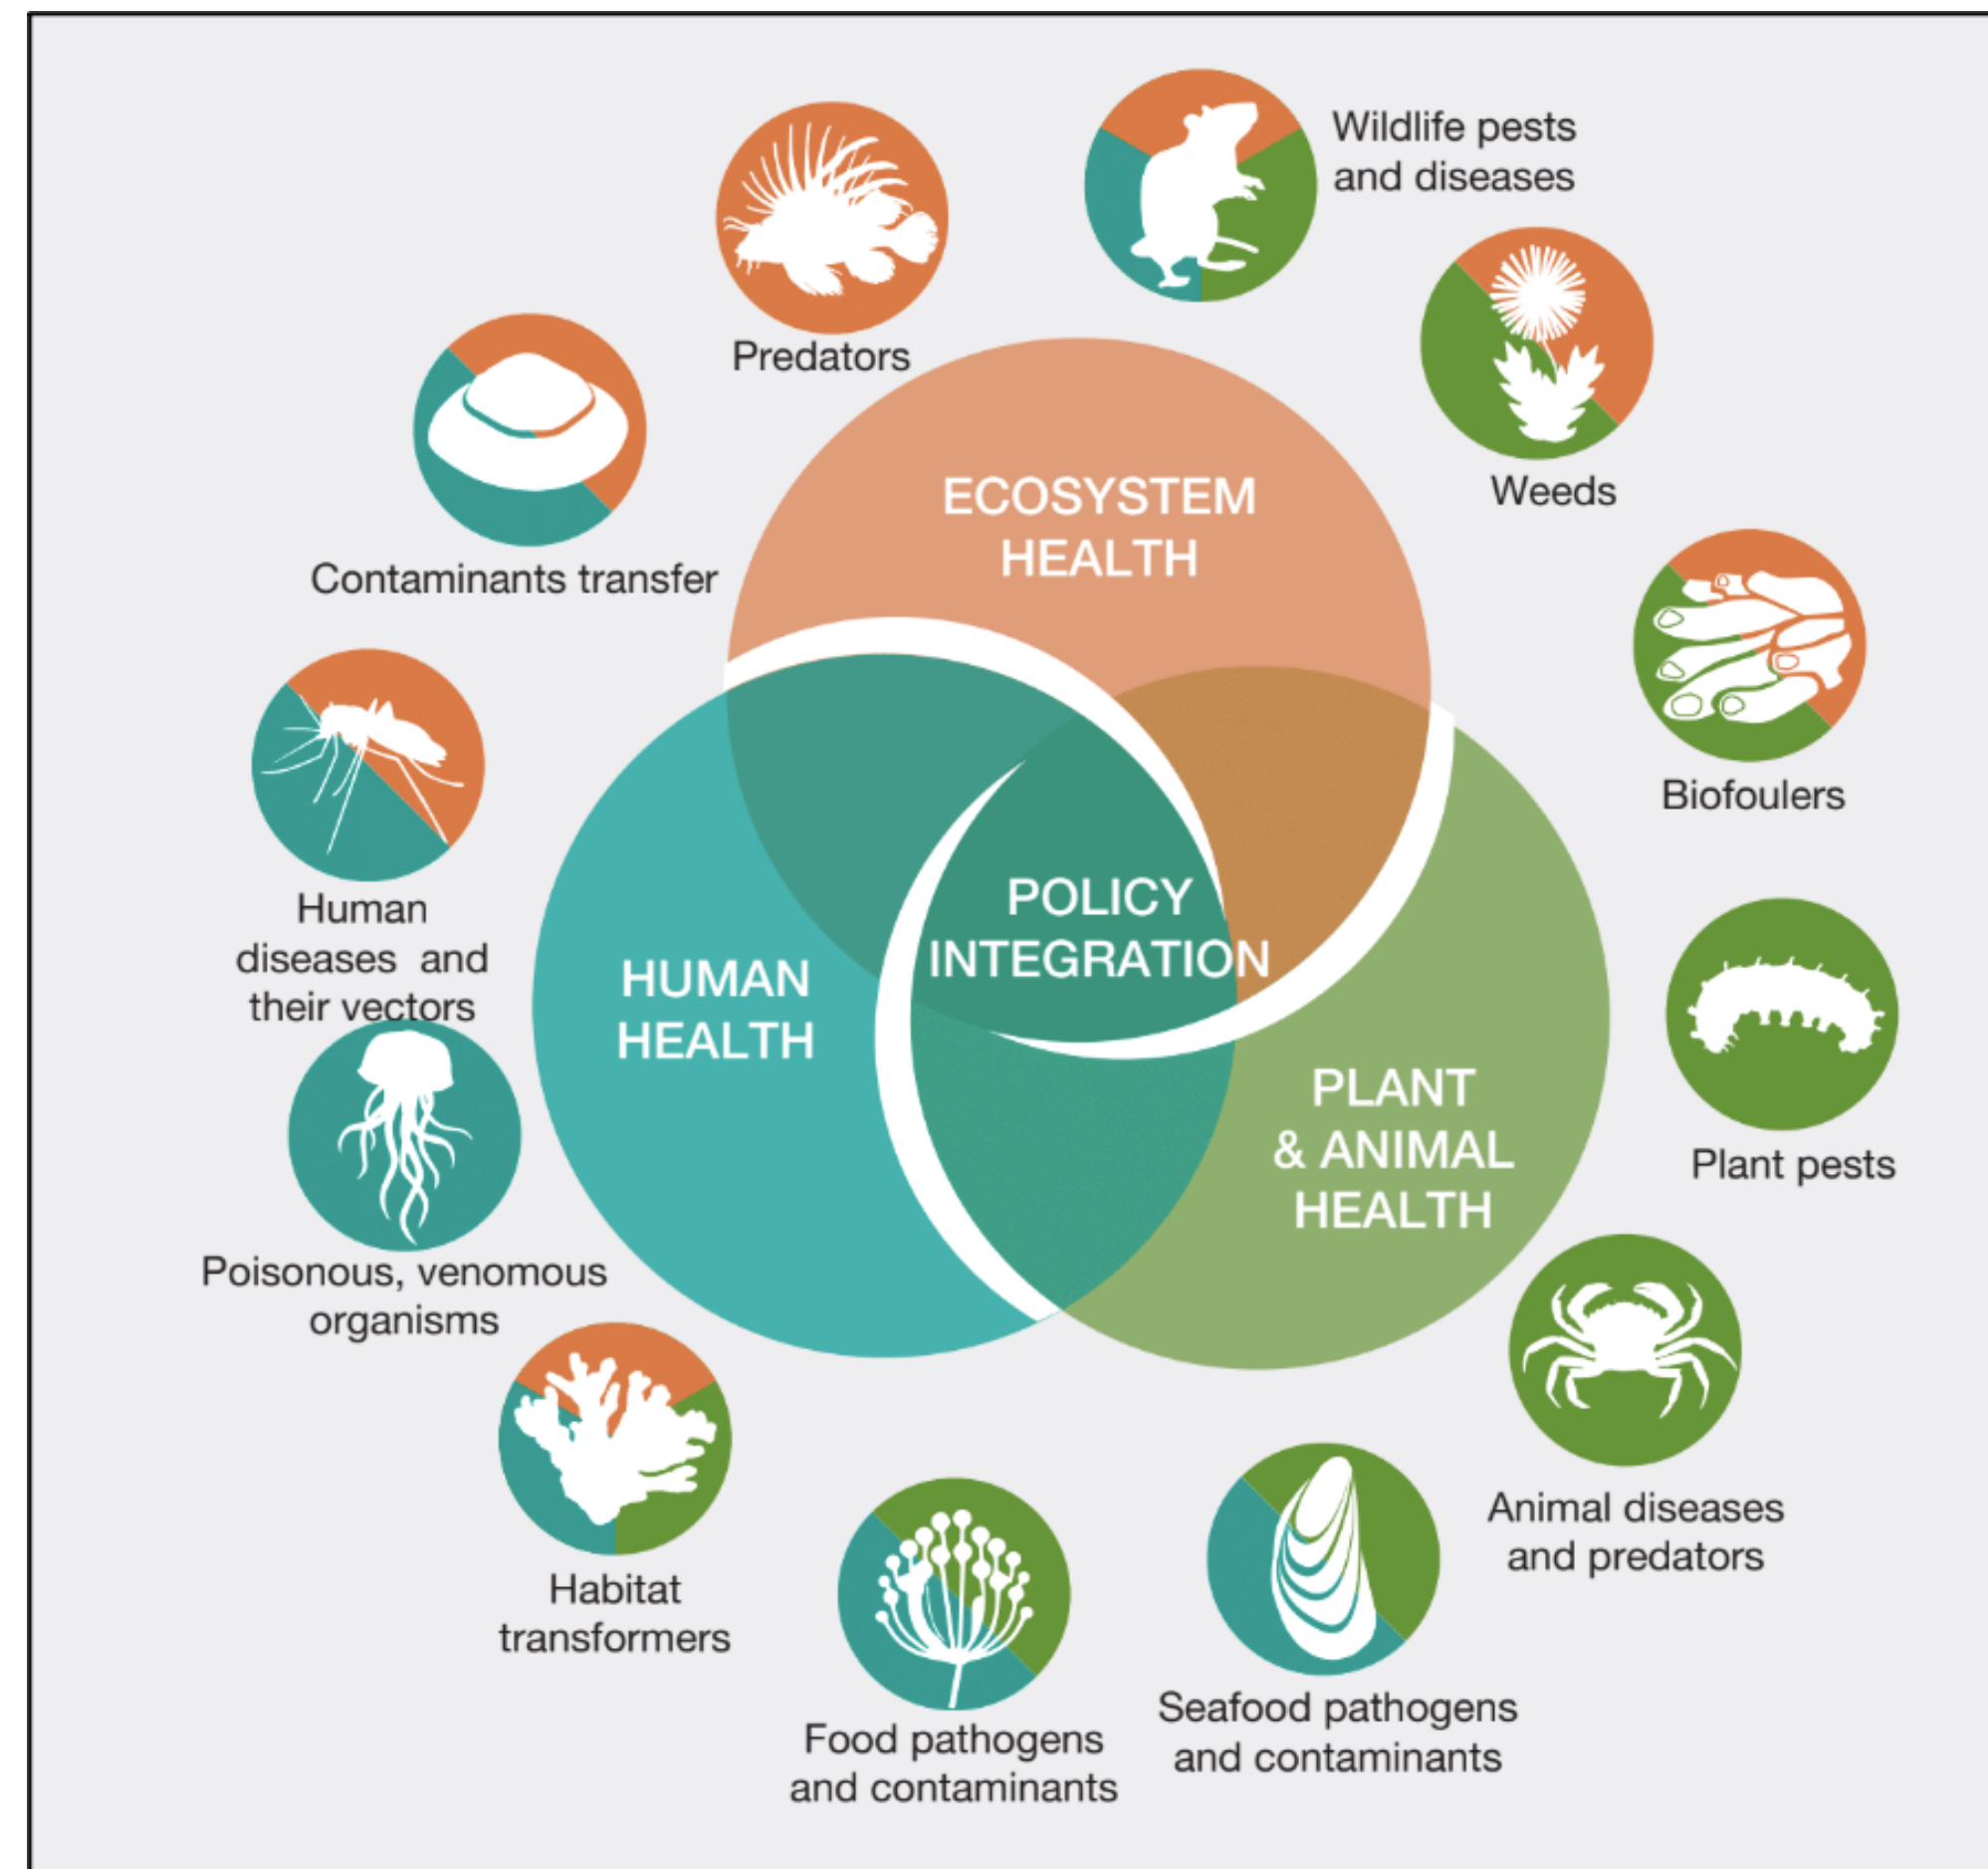 Wildlife pests
and diseases
Predators
Weeds
Contaminants transfer
ECOSYSTEM
HEALTH
Biofoulers
Human
diseases and
their vectors
POLICY
INTEGRATION
HUMAN
HEALTH
PLANT
& ANIMAL
HEALTH
Plant pests
Poisonous, venomous
organisms
Animal diseases
and predators
Habitat
transformers
Seafood pathogens
and contaminants
Food pathogens
and contaminants